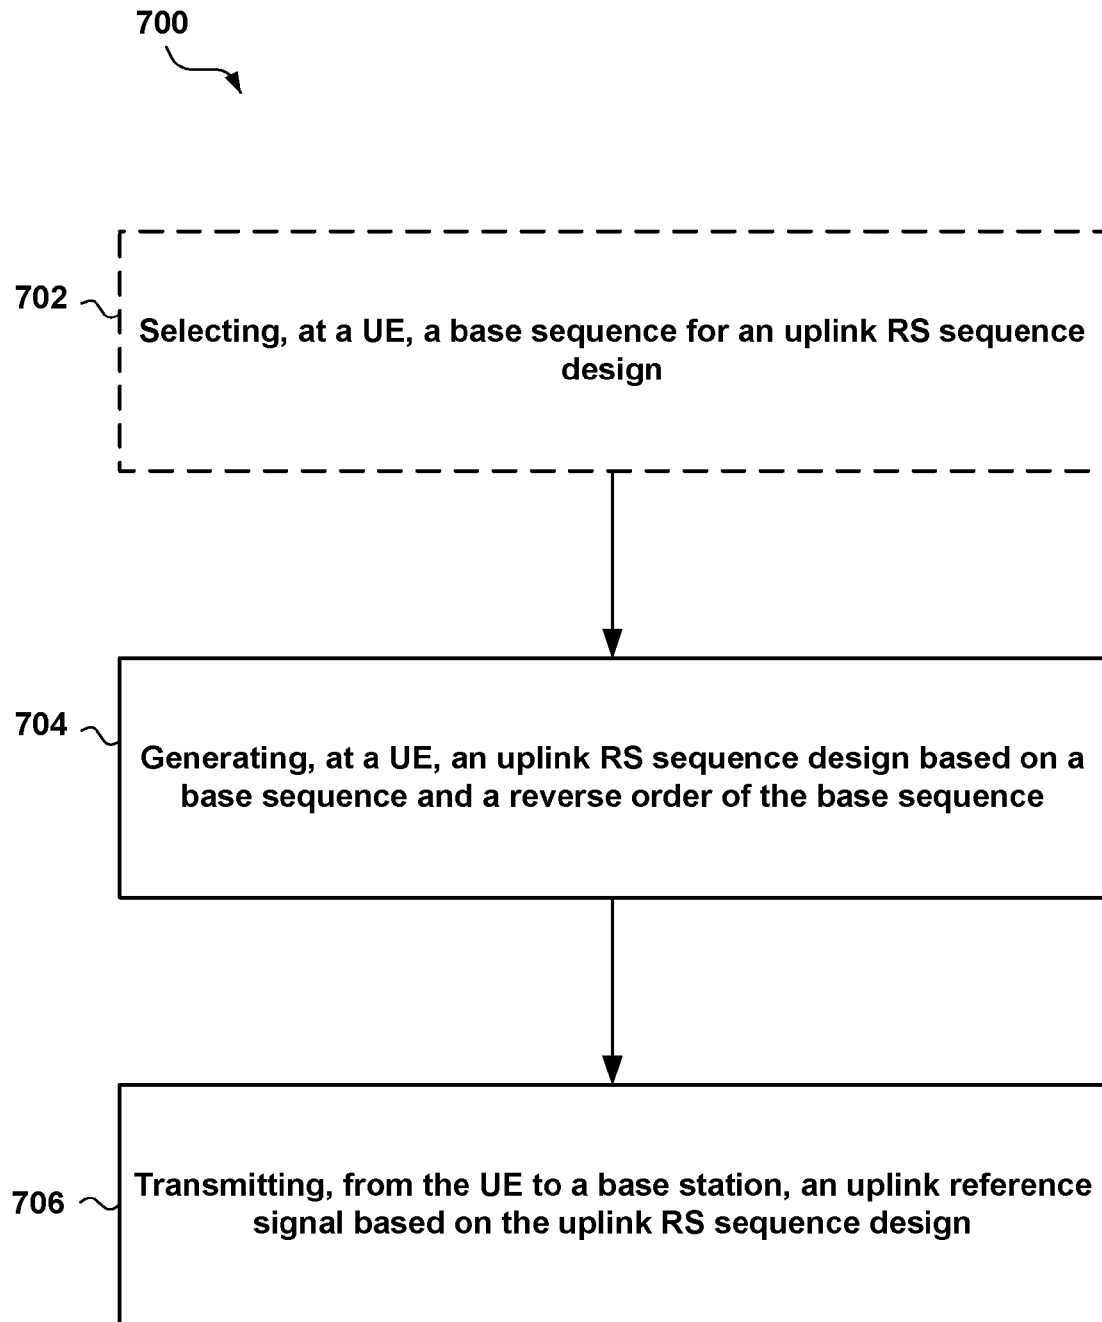 700
702
Selecting, at a UE, a base sequence for an uplink RS sequence
design
704
Generating, at a UE, an uplink RS sequence design based on a
base sequence and a reverse order of the base sequence
706
Transmitting, from the UE to a base station, an uplink reference
signal based on the uplink RS sequence design